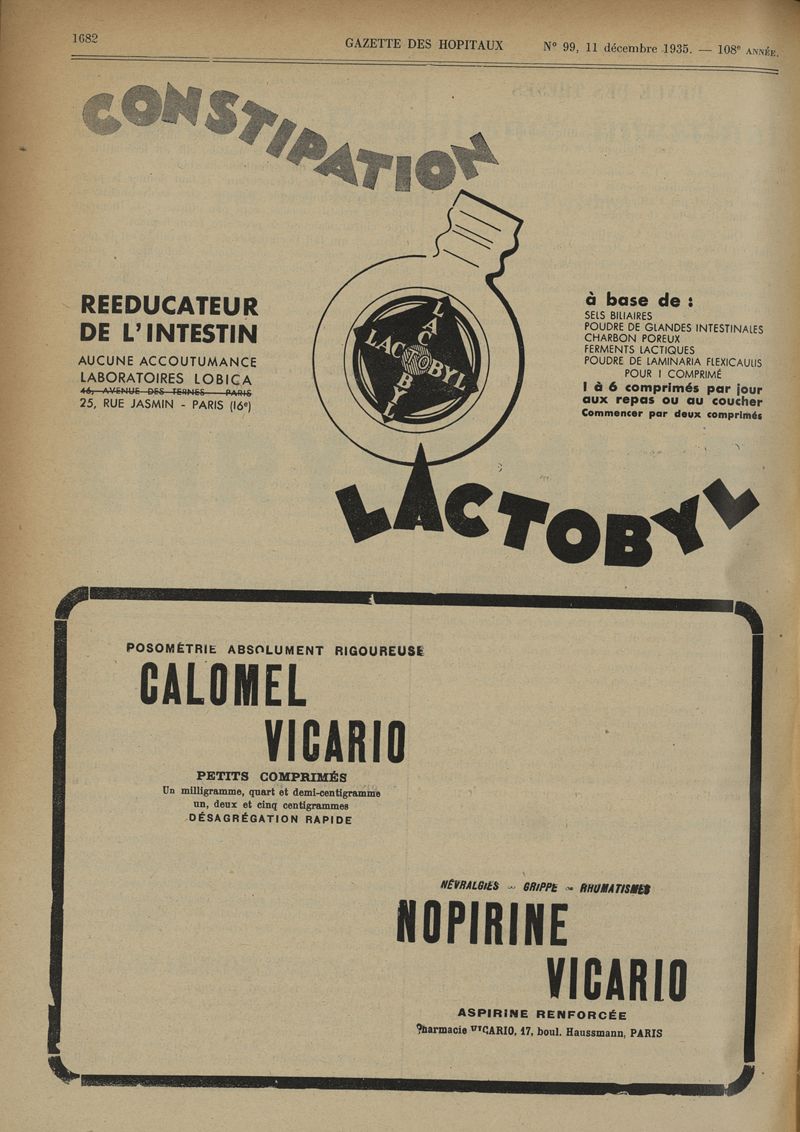 1682
GAZETTE DES HOPITAUX
N° 99, 11 décembre 1935. — 108e ANNÉE.
CONSTIPATION
REEDUCATEUR
DE L'INTESTIN
AUCUNE ACCOUTUMANCE
LABORATOIRES LOBICA
46, AVENUE DES TERNES - PARIS
25, RUE JASMIN - PARIS (16e)
LACTOBYL
LACTOBYL
à base de :
SELS BILIAIRES
POUDRE DE GLANDES INTESTINALES
CHARBON POREUX
FERMENTS LACTIQUES
POUDRE DE LAMINARIA FLEXICAULIS
POUR 1 COMPRIMÉ
1 à 6 comprimés par jour
aux repas ou au coucher
Commencer par deux comprimés
LACTOBYL
POSOMÉTRIE ABSOLUMENT RIGOUREUSE
CALOMEL
VICARIO
PETITS COMPRIMÉS
Un milligramme, quart et demi-centigramme
un, deux et cinq centigrammes
DÉSAGRÉGATION RAPIDE
NÉVRALGIES - GRIPPE - RHUMATISMES
NOPIRINE
VICARIO
ASPIRINE RENFORCÉE
Pharmacie VICARIO, 17, boul. Haussmann, PARIS